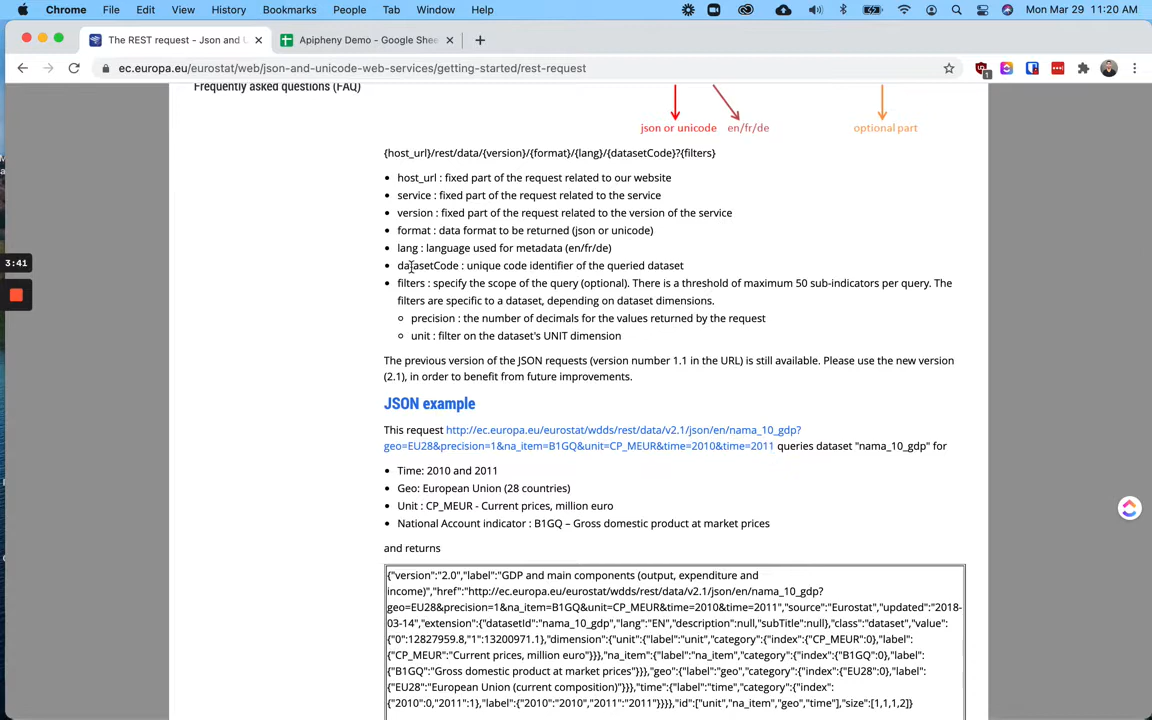 Chrome File Edit View History Bookmarks People Tab Window Help Mon Mar 29 11:20 AM
The REST request - Json and U Apipheny Demo - Google Shee
ec.europa.eu/eurostat/web/json-and-unicode-web-services/getting-started/rest-request
1
Frequently asked questions (FAQ)
json or unicode en/fr/de optional part
{host_url}/rest/data/{version}/{format}/{lang}/{datasetCode}?{filters}
host_url : fixed part of the request related to our website
service : fixed part of the request related to the service
version : fixed part of the request related to the version of the service
format : data format to be returned (json or unicode)
lang : language used for metadata (en/fr/de)
3:41
datasetCode : unique code identifier of the queried dataset
filters : specify the scope of the query (optional). There is a threshold of maximum 50 sub-indicators per query. The
filters are specific to a dataset, depending on dataset dimensions.
precision : the number of decimals for the values returned by the request
unit : filter on the dataset's UNIT dimension
The previous version of the JSON requests (version number 1.1 in the URL) is still available. Please use the new version
(2.1), in order to benefit from future improvements.
JSON example
This request http://ec.europa.eu/eurostat/wdds/rest/data/v2.1/json/en/nama_10_gdp?
geo=EU28&precision=1&na_item=B1GQ&unit=CP_MEUR&time=2010&time=2011 queries dataset "nama_10_gdp" for
Time: 2010 and 2011
Geo: European Union (28 countries)
Unit : CP_MEUR - Current prices, million euro
National Account indicator : B1GQ – Gross domestic product at market prices
and returns
{"version":"2.0","label":"GDP and main components (output, expenditure and
income)","href":"http://ec.europa.eu/eurostat/wdds/rest/data/v2.1/json/en/nama_10_gdp?
geo=EU28&precision=1&na_item=B1GQ&unit=CP_MEUR&time=2010&time=2011","source":"Eurostat","updated":"2018-
03-14","extension":{"datasetId":"nama_10_gdp","lang":"EN","description":null,"subTitle":null},"class":"dataset","value":
{"0":12827959.8,"1":13200971.1},"dimension":{"unit":{"label":"unit","category":{"index":{"CP_MEUR":0},"label":
{"CP_MEUR":"Current prices, million euro"}}},"na_item":{"label":"na_item","category":{"index":{"B1GQ":0},"label":
{"B1GQ":"Gross domestic product at market prices"}}},"geo":{"label":"geo","category":{"index":{"EU28":0},"label":
{"EU28":"European Union (current composition)"}}},"time":{"label":"time","category":{"index":
{"2010":0,"2011":1},"label":{"2010":"2010","2011":"2011"}}}},"id":["unit","na_item","geo","time"],"size":[1,1,1,2]}